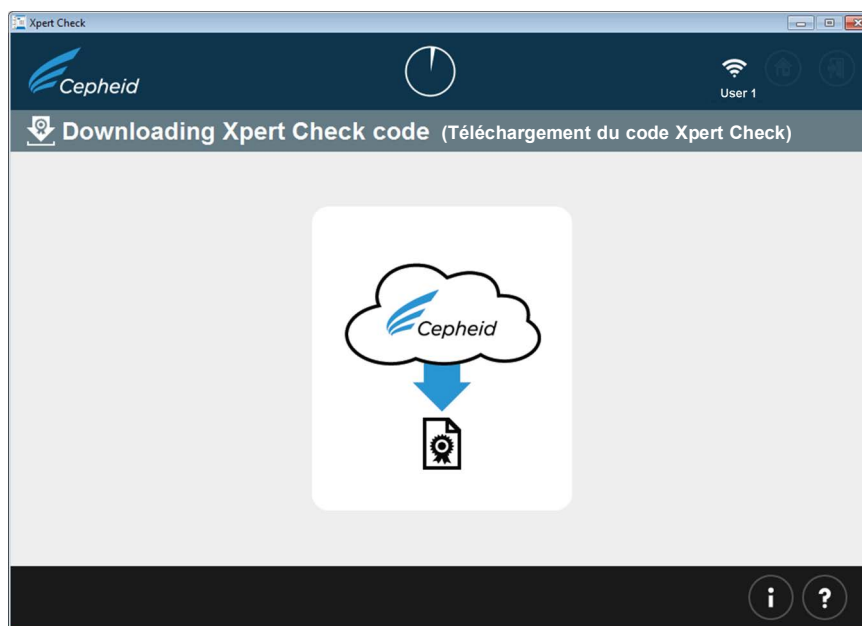 Xpert Check
Cepheid
User 1
Downloading Xpert Check code (Téléchargement du code Xpert Check)
Cepheid
i ?